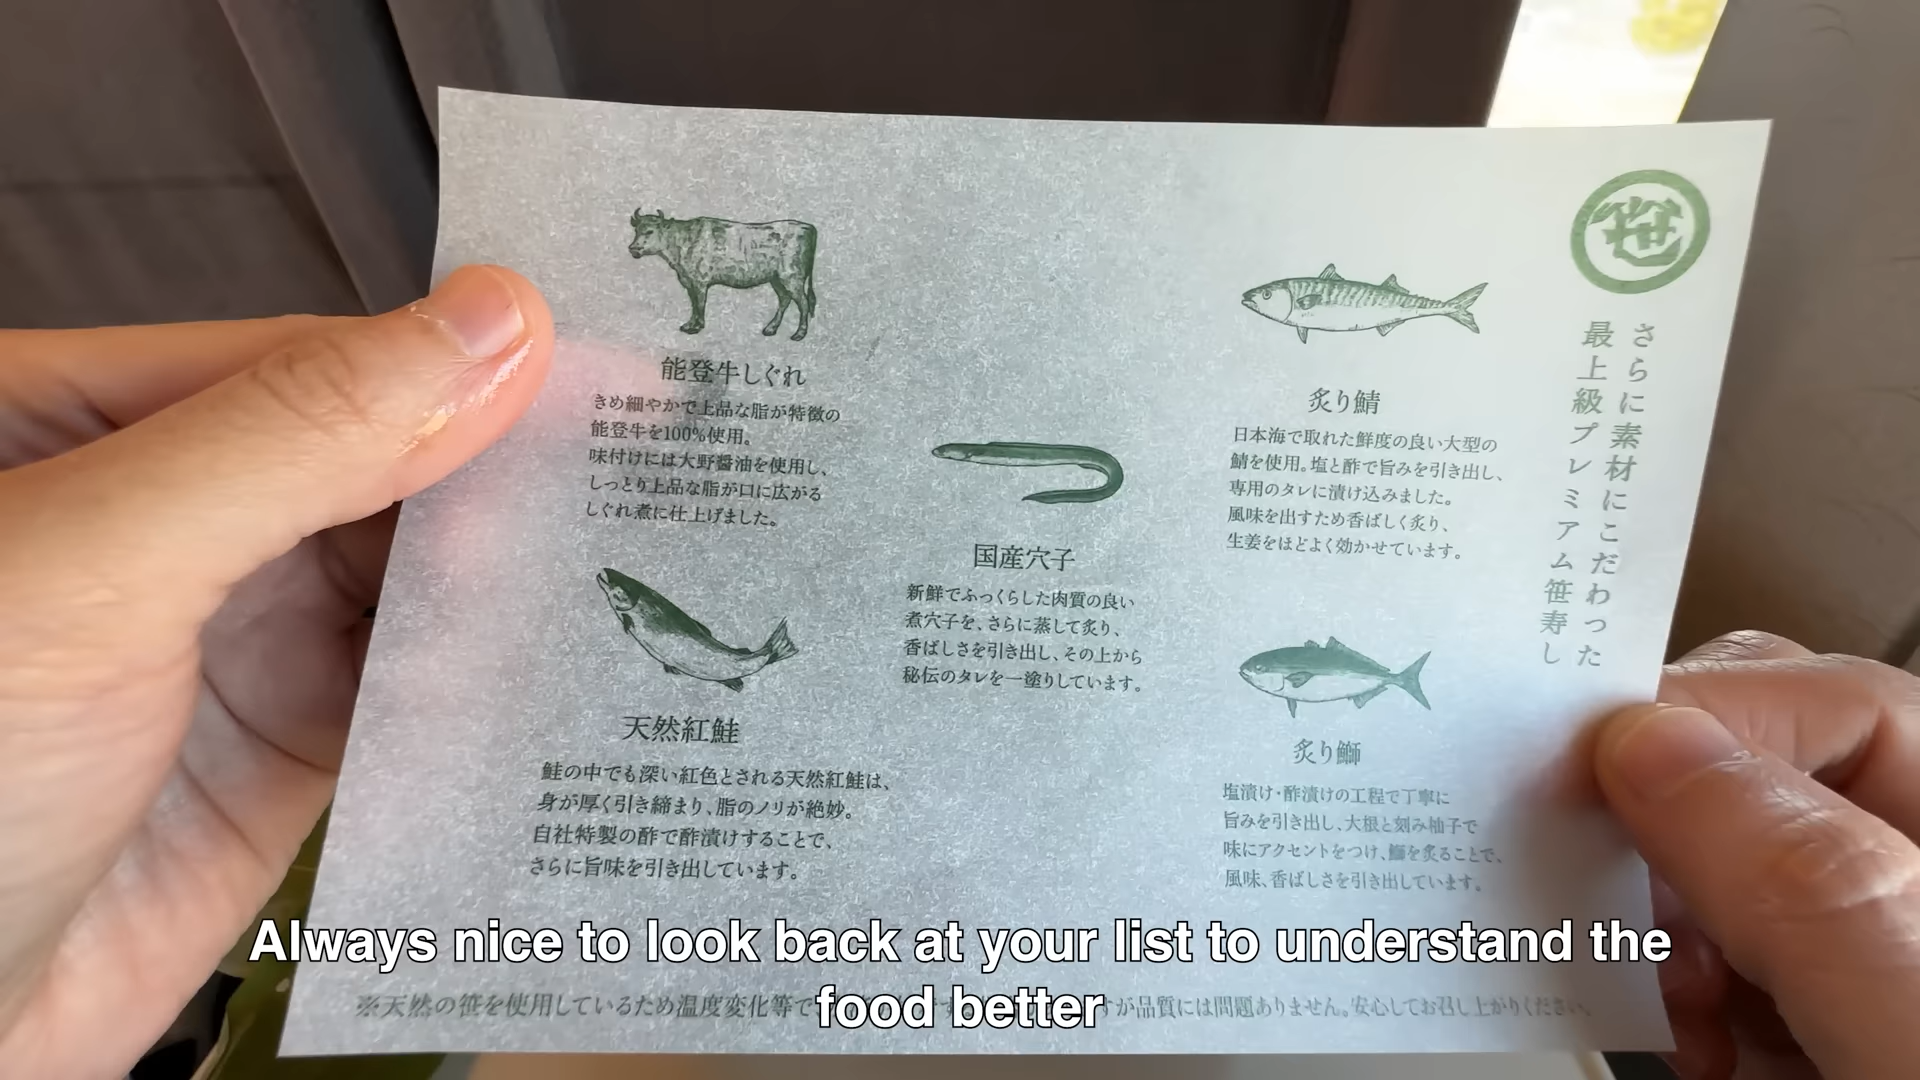 笹
さらに素材にこだわった
最上級プレミアム笹寿し
炙り鯖
日本海で取れた鮮度の良い大型の
鯖を使用。塩と酢で旨みを引き出し、
専用のタレに漬け込みました。
風味を出すため香ばしく炙り、
生姜をほどよく効かせています。
炙り鰤
塩漬け・酢漬けの工程で丁寧に
旨みを引き出し、大根と刻み柚子で
味にアクセントをつけ、鰤を炙ることで、
風味、香ばしさを引き出しています。
国産穴子
新鮮でふっくらした肉質の良い
煮穴子を、さらに蒸して炙り、
香ばしさを引き出し、その上から
秘伝のタレを一塗りしています。
能登牛しぐれ
きめ細やかで上品な脂が特徴の
能登牛を100%使用。
味付けには大野醤油を使用し、
しっとり上品な脂が口に広がる
しぐれ煮に仕上げました。
天然紅鮭
鮭の中でも深い紅色とされる天然紅鮭は、
身が厚く引き締まり、脂のノリが絶妙。
自社特製の酢で酢漬けすることで、
さらに旨味を引き出しています。
※天然の笹を使用しているため温度変化等で すが品質には問題ありません。安心してお召し上がりください。
Always nice to look back at your list to understand the
food better